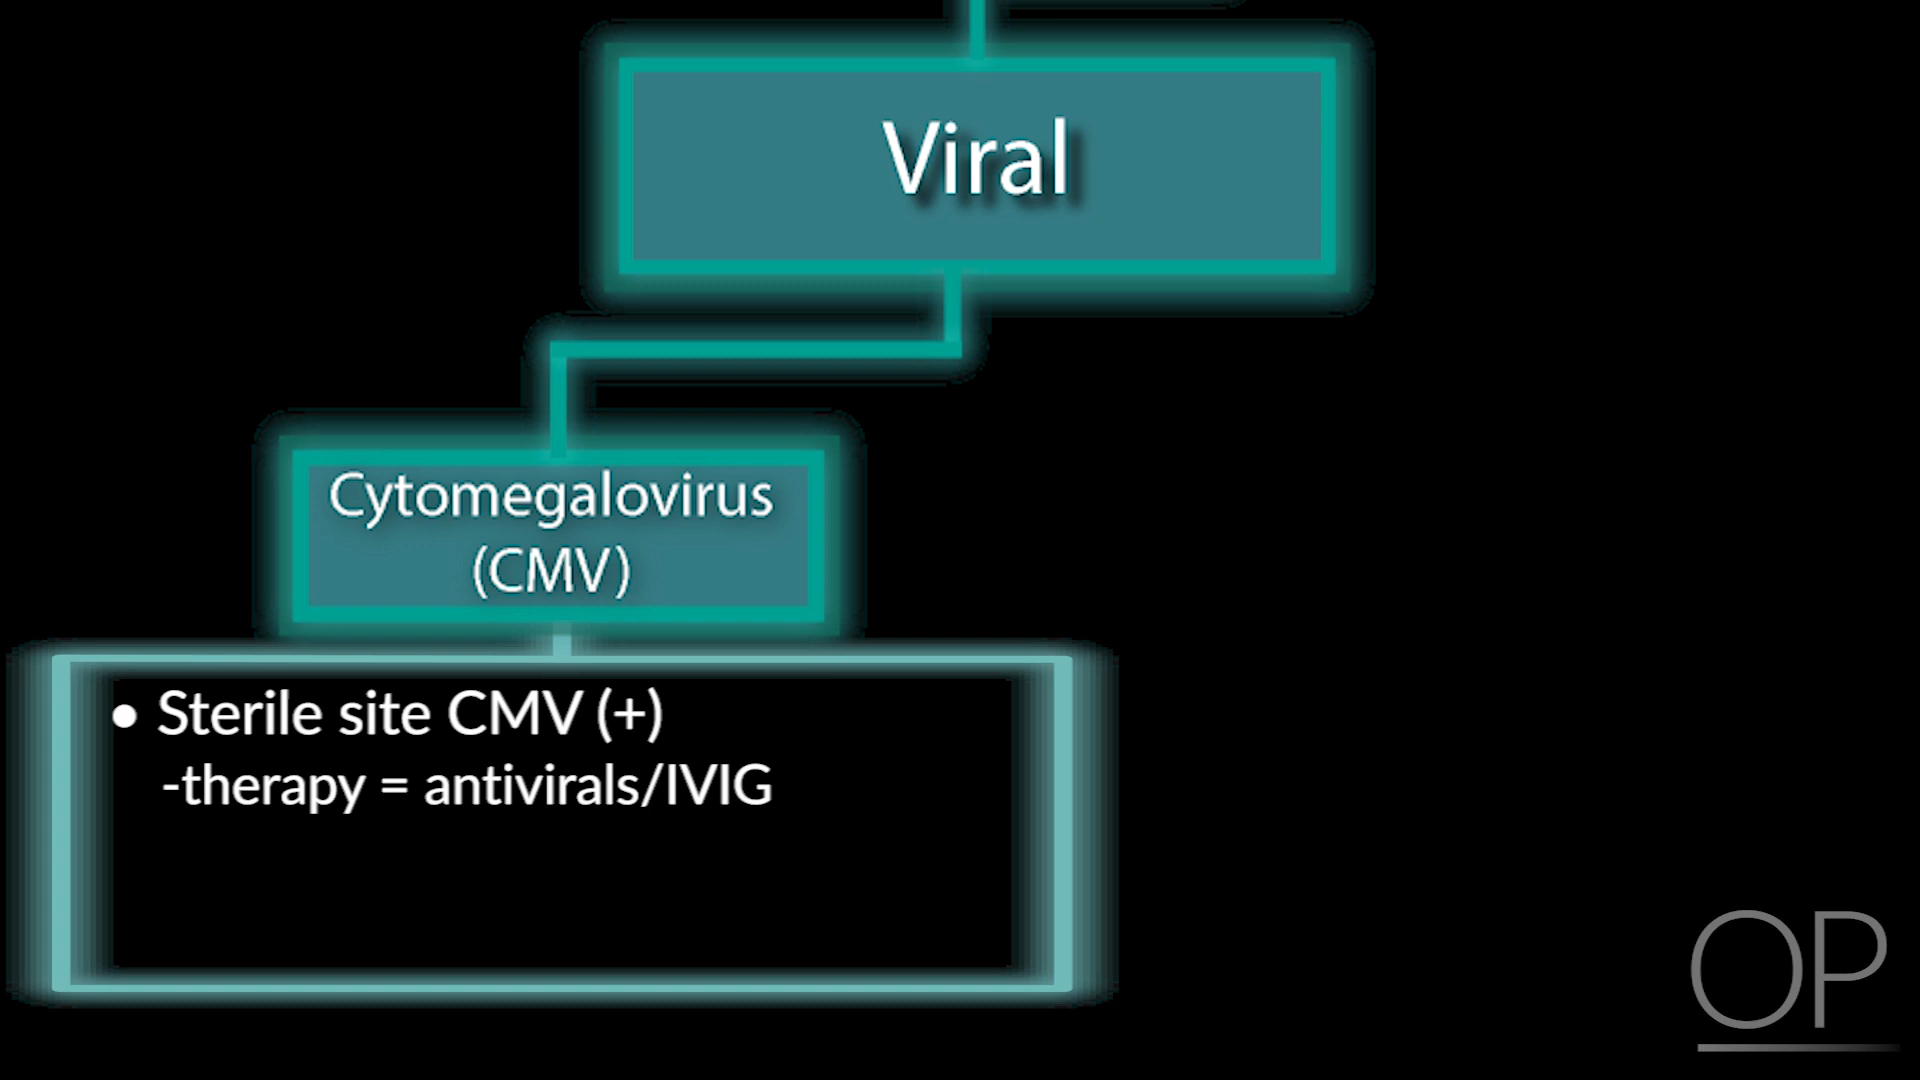 Viral
Cytomegalovirus
(CMV)
• Sterile site CMV (+)
-therapy = antivirals/IVIG
OP